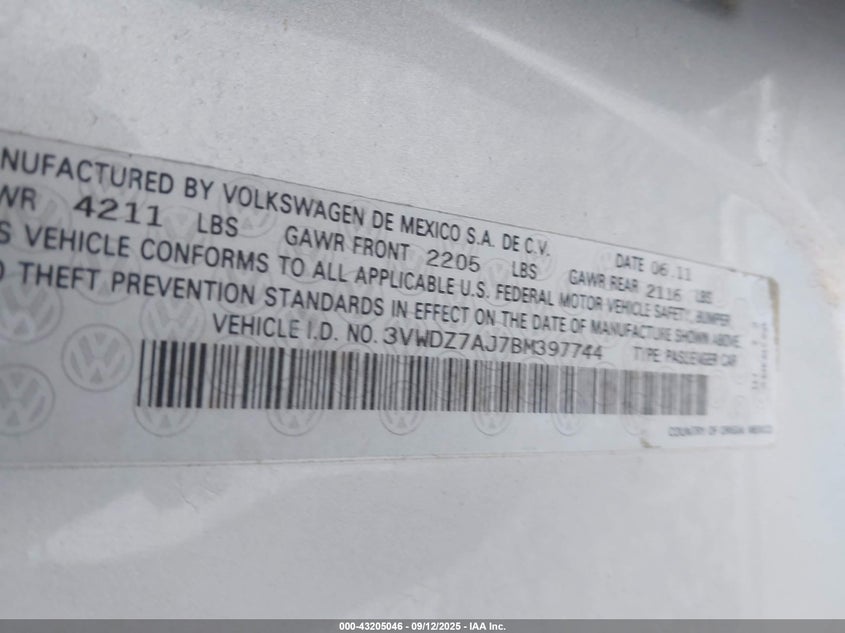 NUFACTURED BY VOLKSWAGEN DE MEXICO S.A. DE C.V. DATE 06.11
WR 4211 LBS GAWR FRONT 2205 LBS GAWR REAR 2116 LBS
S VEHICLE CONFORMS TO ALL APPLICABLE U.S. FEDERAL MOTOR VEHICLE SAFETY, BUMPER,
THEFT PREVENTION STANDARDS IN EFFECT ON THE DATE OF MANUFACTURE SHOWN ABOVE.
VEHICLE I.D. NO. 3VWDZ7AJ7BM397744 TYPE: PASSENGER CAR
COUNTRY OF ORIGIN: MEXICO
000-43205046 - 09/12/2025 - IAA Inc.